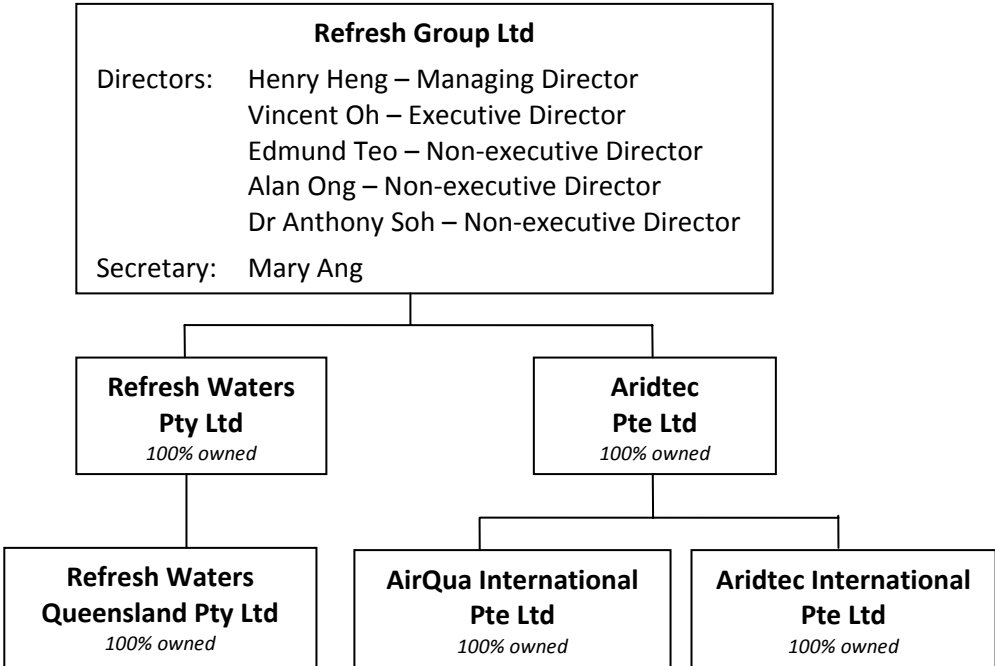 Refresh Group Ltd
Directors: Henry Heng – Managing Director
Vincent Oh – Executive Director
Edmund Teo – Non-executive Director
Alan Ong – Non-executive Director
Dr Anthony Soh – Non-executive Director
Secretary: Mary Ang
Refresh Waters
Pty Ltd
100% owned
Aridtec
Pte Ltd
100% owned
Refresh Waters
Queensland Pty Ltd
100% owned
AirQua International
Pte Ltd
100% owned
Aridtec International
Pte Ltd
100% owned